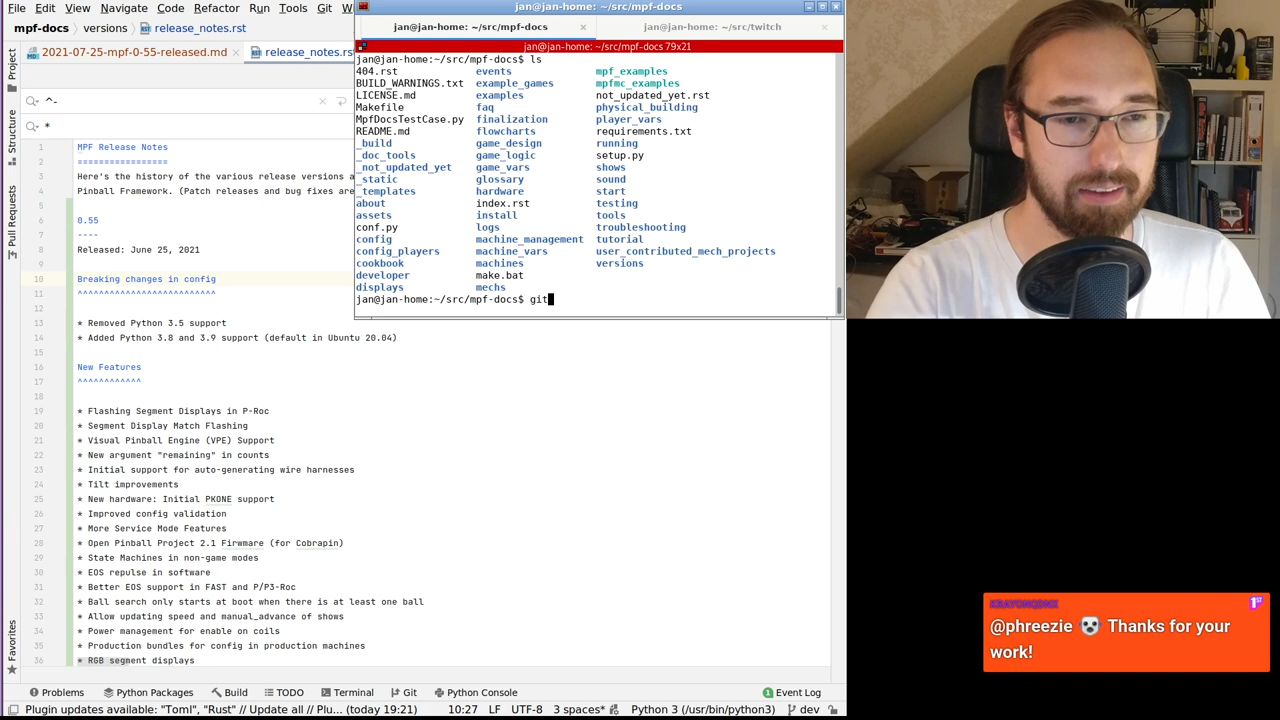 File Edit View Navigate Code Refactor Run Tools Git
jan@jan-home: ~/src/mpf-docs
mpf-docs versions release_notes.rst
jan@jan-home: ~/src/mpf-docs
jan@jan-home: ~/src/twitch
2021-07-25-mpf-0-55-released.md
release_notes.rs
jan@jan-home: ~/src/mpf-docs 79x21
jan@jan-home:~/src/mpf-docs$ ls
404.rst events mpf_examples
BUILD_WARNINGS.txt example_games mpfmc_examples
LICENSE.md examples not_updated_yet.rst
Makefile faq physical_building
MpfDocsTestCase.py finalization player_vars
README.md flowcharts requirements.txt
_build game_design running
_doc_tools game_logic setup.py
_not_updated_yet game_vars shows
_static glossary sound
_templates hardware start
about index.rst testing
assets install tools
conf.py logs troubleshooting
config machine_management tutorial
config_players machine_vars user_contributed_mech_projects
cookbook machines versions
developer make.bat
displays mechs
jan@jan-home:~/src/mpf-docs$ git
Project
Structure
Pull Requests
Favorites
^-
*
1 MPF Release Notes
2 =================
3 Here's the history of the various release versions a
4 Pinball Framework. (Patch releases and bug fixes are
5
6 0.55
7 ----
8 Released: June 25, 2021
9
10 Breaking changes in config
11 ^^^^^^^^^^^^^^^^^^^^^^^^^^
12
13 * Removed Python 3.5 support
14 * Added Python 3.8 and 3.9 support (default in Ubuntu 20.04)
15
16 New Features
17 ^^^^^^^^^^^^
18
19 * Flashing Segment Displays in P-Roc
20 * Segment Display Match Flashing
21 * Visual Pinball Engine (VPE) Support
22 * New argument "remaining" in counts
23 * Initial support for auto-generating wire harnesses
24 * Tilt improvements
25 * New hardware: Initial PKONE support
26 * Improved config validation
27 * More Service Mode Features
28 * Open Pinball Project 2.1 Firmware (for Cobrapin)
29 * State Machines in non-game modes
30 * EOS repulse in software
31 * Better EOS support in FAST and P/P3-Roc
32 * Ball search only starts at boot when there is at least one ball
33 * Allow updating speed and manual_advance of shows
34 * Power management for enable on coils
35 * Production bundles for config in production machines
36 * RGB segment displays
@phreezie Thanks for your
work!
Problems Python Packages Build TODO Terminal Git Python Console 1 Event Log
Plugin updates available: "Toml", "Rust" // Update all // Plu... (today 19:21) 10:27 LF UTF-8 3 spaces* Python 3 (/usr/bin/python3) dev